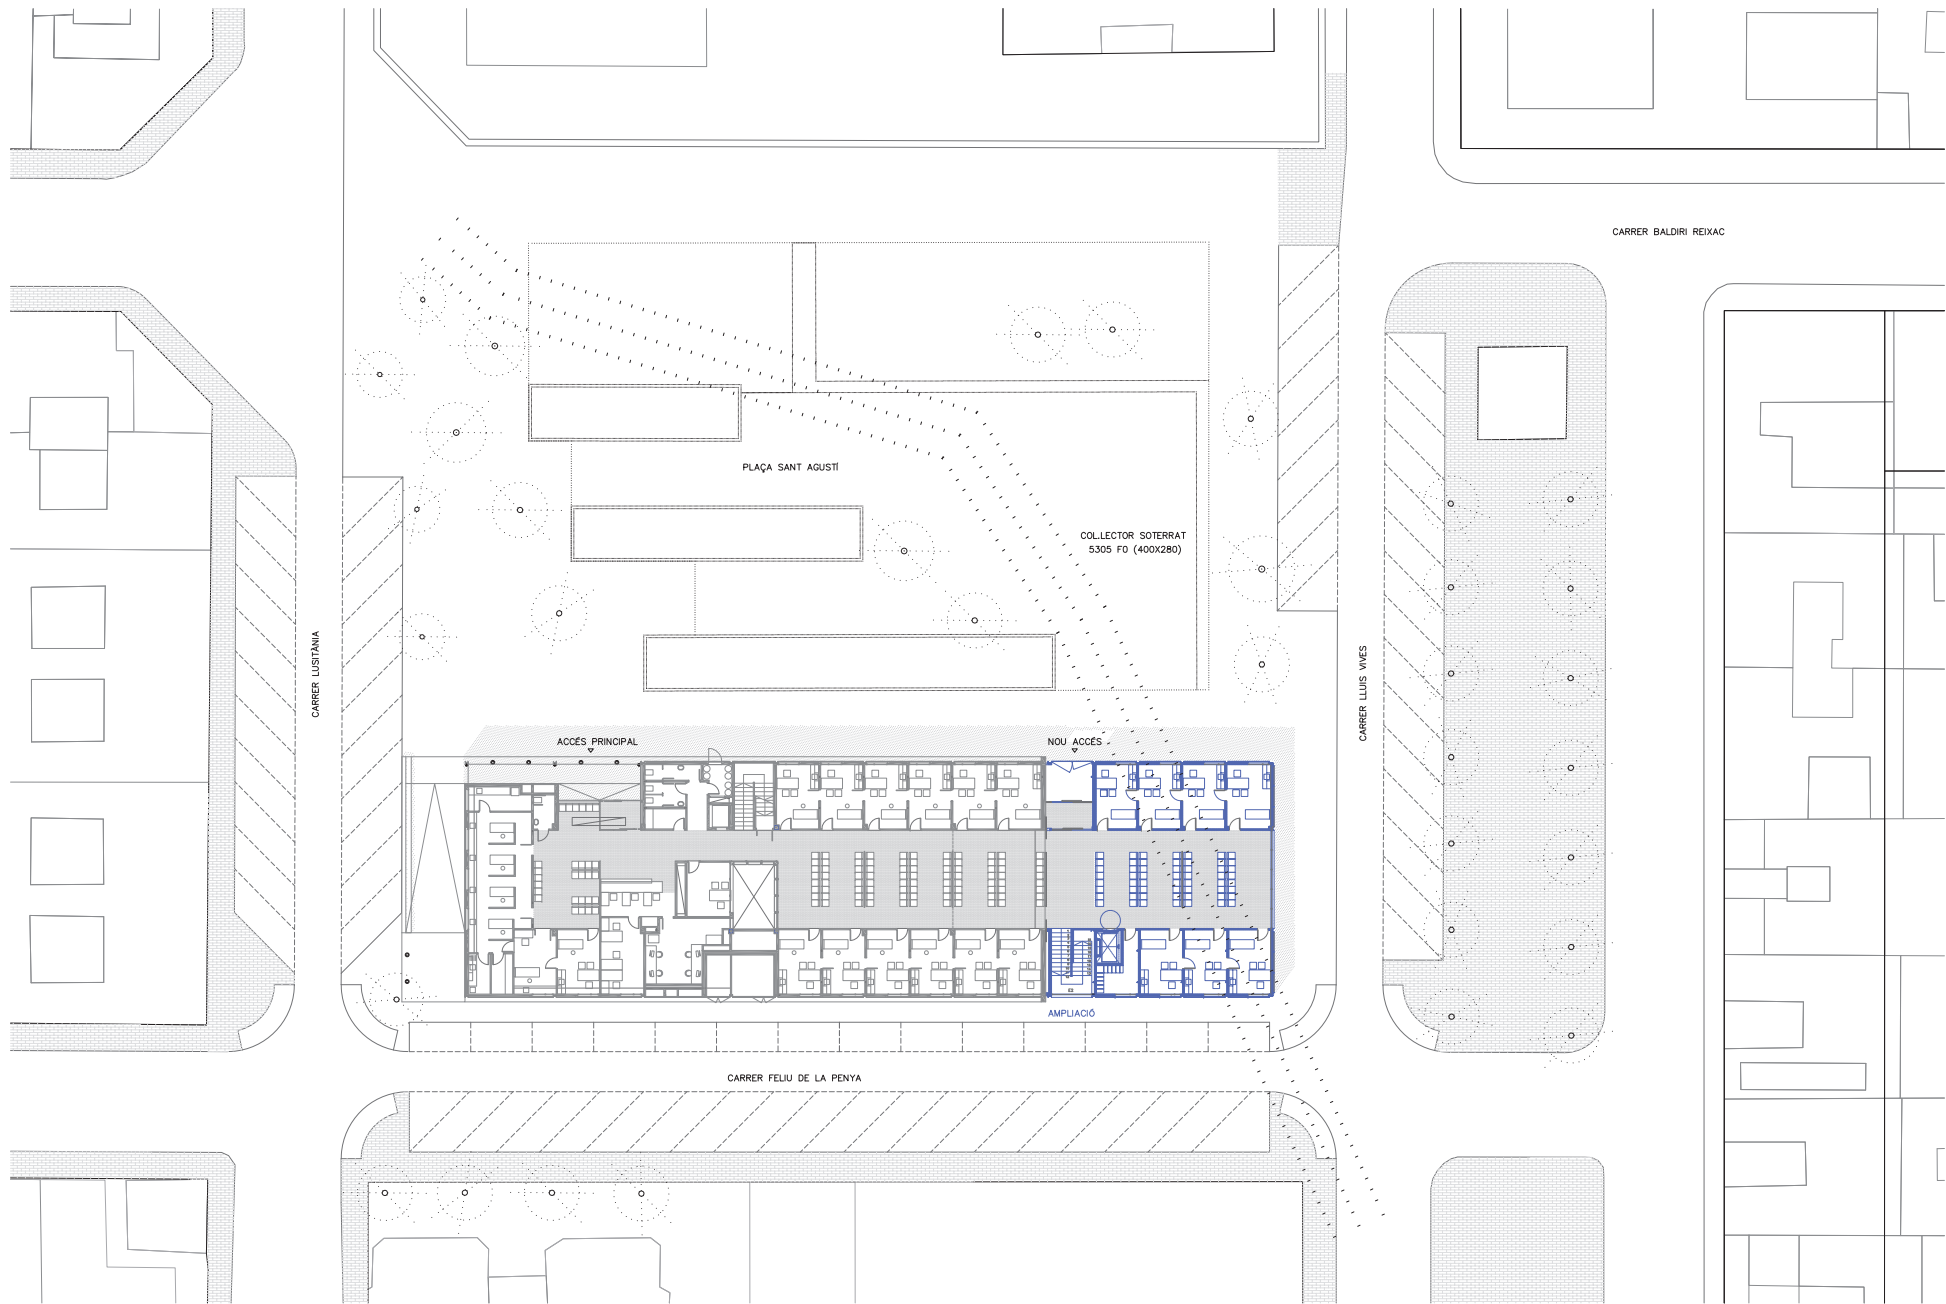 CARRER BALDIRI REIXAC
PLAÇA SANT AGUSTÍ
COL.LECTOR SOTERRAT
5305 F0 (400X280)
CARRER LUSITÀNIA
CARRER LLUIS VIVES
ACCÉS PRINCIPAL
NOU ACCÉS
AMPLIACIÓ
CARRER FELIU DE LA PENYA